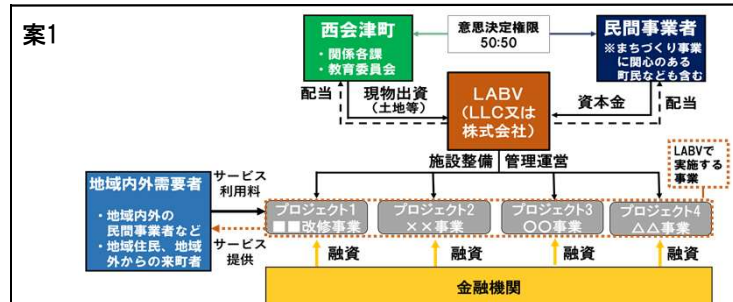 案1
西会津町
・関係各課
・教育委員会
意思決定権限
50:50
民間事業者
※まちづくり事業
に関心のある
町民なども含む
配当
現物出資
（土地等）
LABV
（LLC又は
株式会社）
資本金
配当
施設整備
管理運営
LABVで
実施する
事業
地域内外需要者
・地域内外の
民間事業者など
・地域住民、地域
外からの来町者
サービス
利用料
サービス
提供
プロジェクト1
■■改修事業
プロジェクト2
××事業
プロジェクト3
○○事業
プロジェクト4
△△事業
融資
融資
融資
融資
金融機関